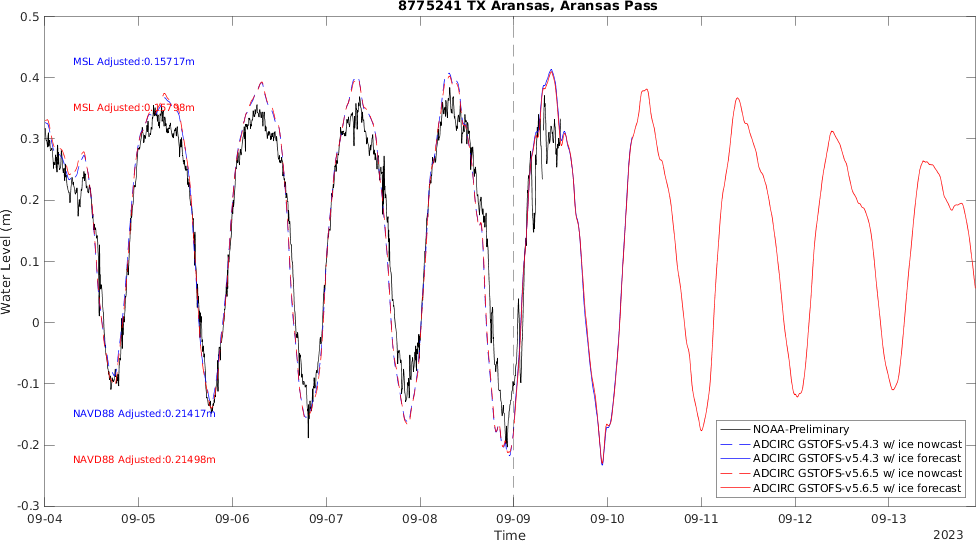 8775241 TX Aransas, Aransas Pass
0.5
0.4
0.3
0.2
0.1
0
-0.1
-0.2
-0.3
Water Level (m)
MSL Adjusted:0.15717m
MSL Adjusted:0.15798m
NAVD88 Adjusted:0.21417m
NAVD88 Adjusted:0.21498m
NOAA-Preliminary
ADCIRC GSTOFS-v5.4.3 w/ ice nowcast
ADCIRC GSTOFS-v5.4.3 w/ ice forecast
ADCIRC GSTOFS-v5.6.5 w/ ice nowcast
ADCIRC GSTOFS-v5.6.5 w/ ice forecast
09-04 09-05 09-06 09-07 09-08 09-09 09-10 09-11 09-12 09-13
Time
2023